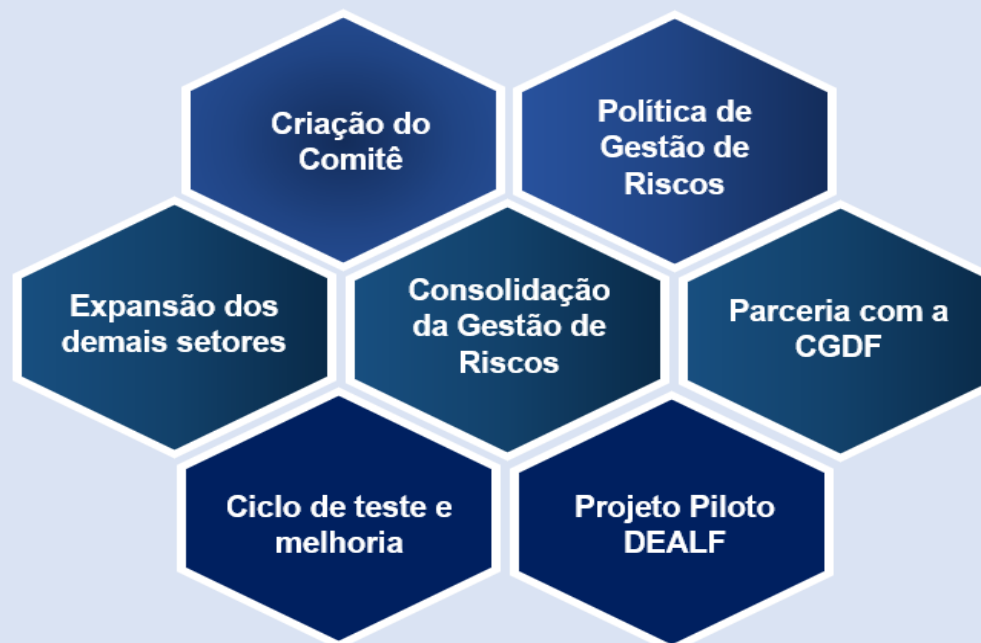 Criação do
Comitê
Política de
Gestão de
Riscos
Expansão dos
demais setores
Consolidação
da Gestão de
Riscos
Parceria com a
CGDF
Ciclo de teste e
melhoria
Projeto Piloto
DEALF